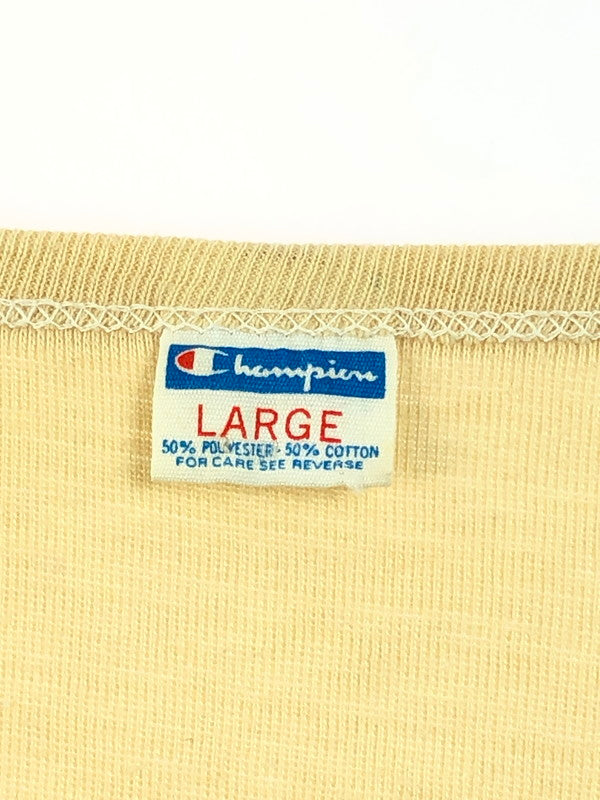 Champion
LARGE
50% POLYESTER - 50% COTTON
FOR CARE SEE REVERSE